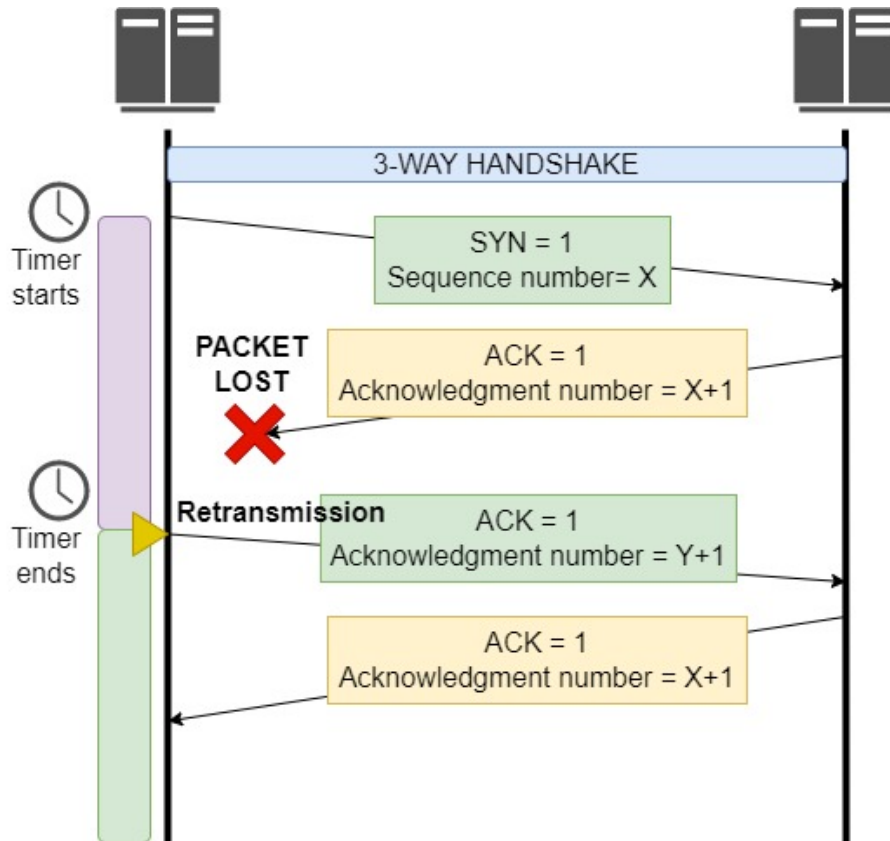 3-WAY HANDSHAKE
Timer
starts
SYN = 1
Sequence number= X
PACKET
LOST
ACK = 1
Acknowledgment number = X+1
Timer
ends
Retransmission
ACK = 1
Acknowledgment number = Y+1
ACK = 1
Acknowledgment number = X+1